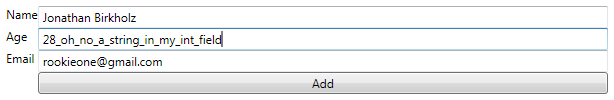 Name Jonathan Birkholz
Age 28_oh_no_a_string_in_my_int_field
Email rookieone@gmail.com
Add